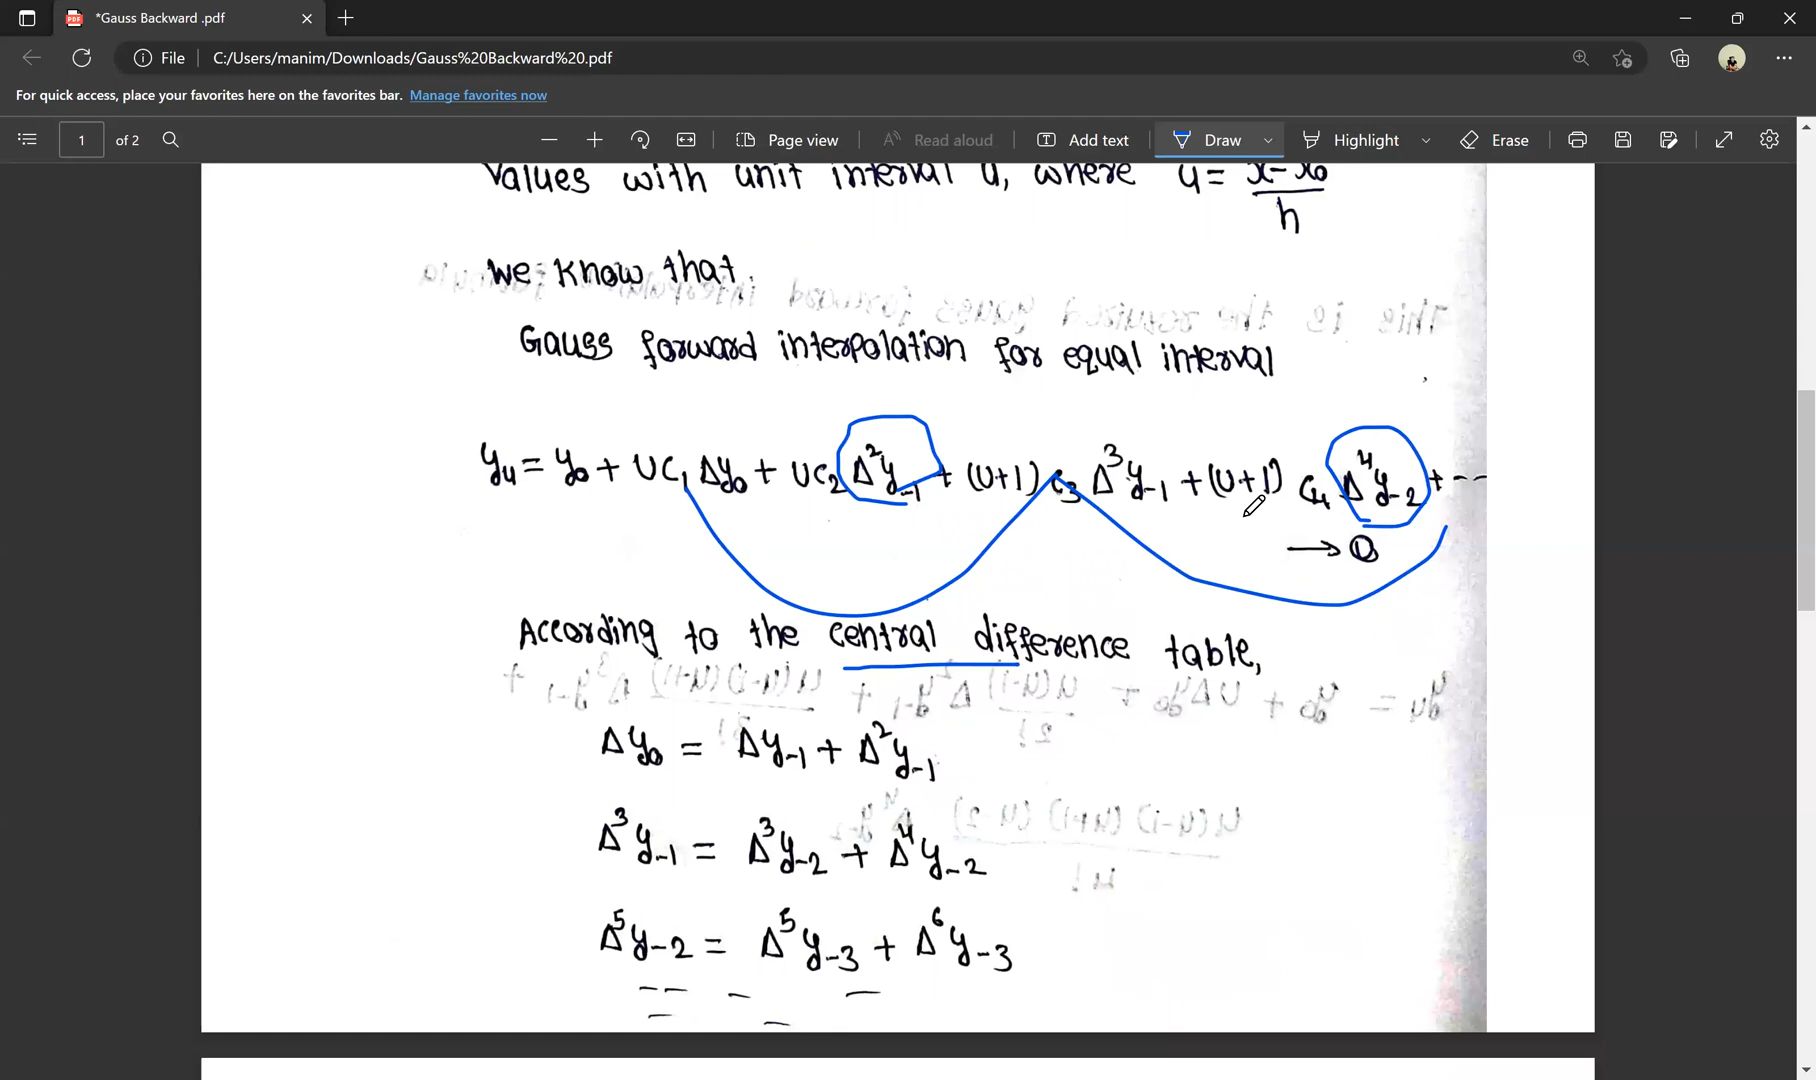 *Gauss Backward .pdf
File C:/Users/manim/Downloads/Gauss%20Backward%20.pdf
For quick access, place your favorites here on the favorites bar. Manage favorites now
1 of 2 Page view Read aloud Add text Draw Highlight Erase
Values with unit interval u, where u = x-x₀/h
We know that
Gauss forward interpolation for equal interval
yᵤ = y₀ + UC₁ Δy₀ + UC₂ Δ²y₋₁ + (U+1) C₃ Δ³y₋₁ + (U+1) C₄ Δ⁴y₋₂ + --
→ ①
According to the central difference table,
Δy₀ = Δy₋₁ + Δ²y₋₁
Δ³y₋₁ = Δ³y₋₂ + Δ⁴y₋₂
Δ⁵y₋₂ = Δ⁵y₋₃ + Δ⁶y₋₃